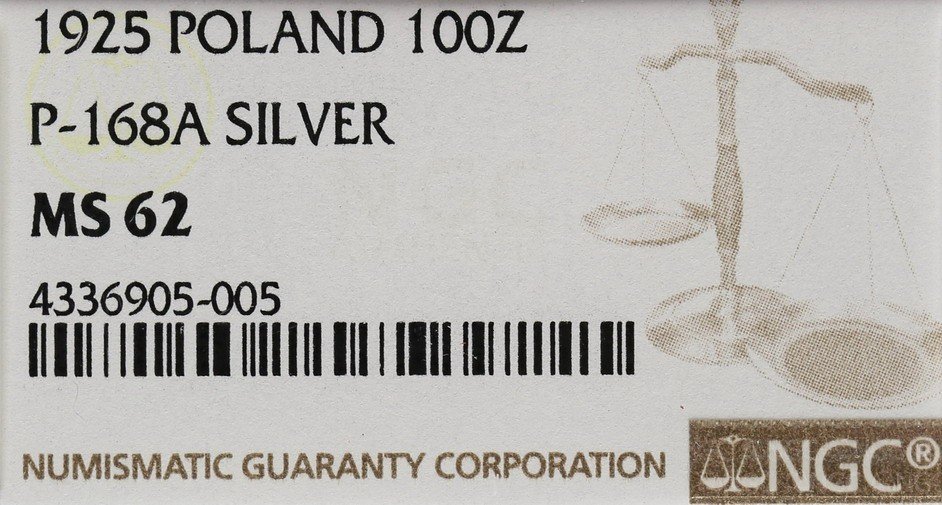 1925 POLAND 100Z
P-168A SILVER
MS 62
4336905-005
NUMISMATIC GUARANTY CORPORATION
NGC®